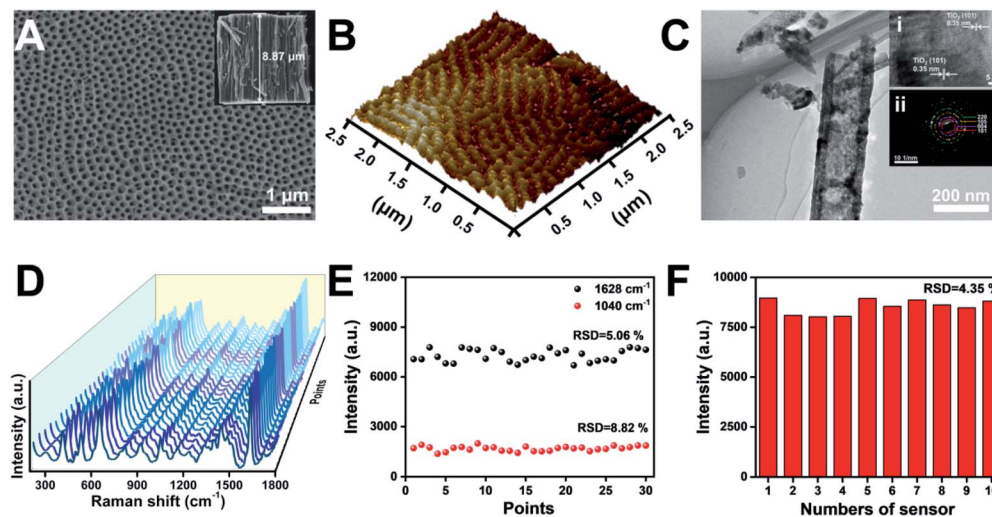 A
8.87 μm
1 μm
B
2.5
2.0
1.5
1.0
0.5
(μm)
0.5
1.0
1.5
2.0
2.5
(μm)
C
i
TiO₂ (101)
0.35 nm
TiO₂ (101)
0.35 nm
5
ii
220
004
101
10 1/nm
200 nm
D
Intensity (a.u.)
300 600 900 1200 1500 1800
Raman shift (cm⁻¹)
Points
E
12000
9000
6000
3000
0
Intensity (a.u.)
1628 cm⁻¹
1040 cm⁻¹
RSD=5.06 %
RSD=8.82 %
0 5 10 15 20 25 30
Points
F
10000
7500
5000
2500
0
Intensity (a.u.)
RSD=4.35 %
1 2 3 4 5 6 7 8 9 10
Numbers of sensor